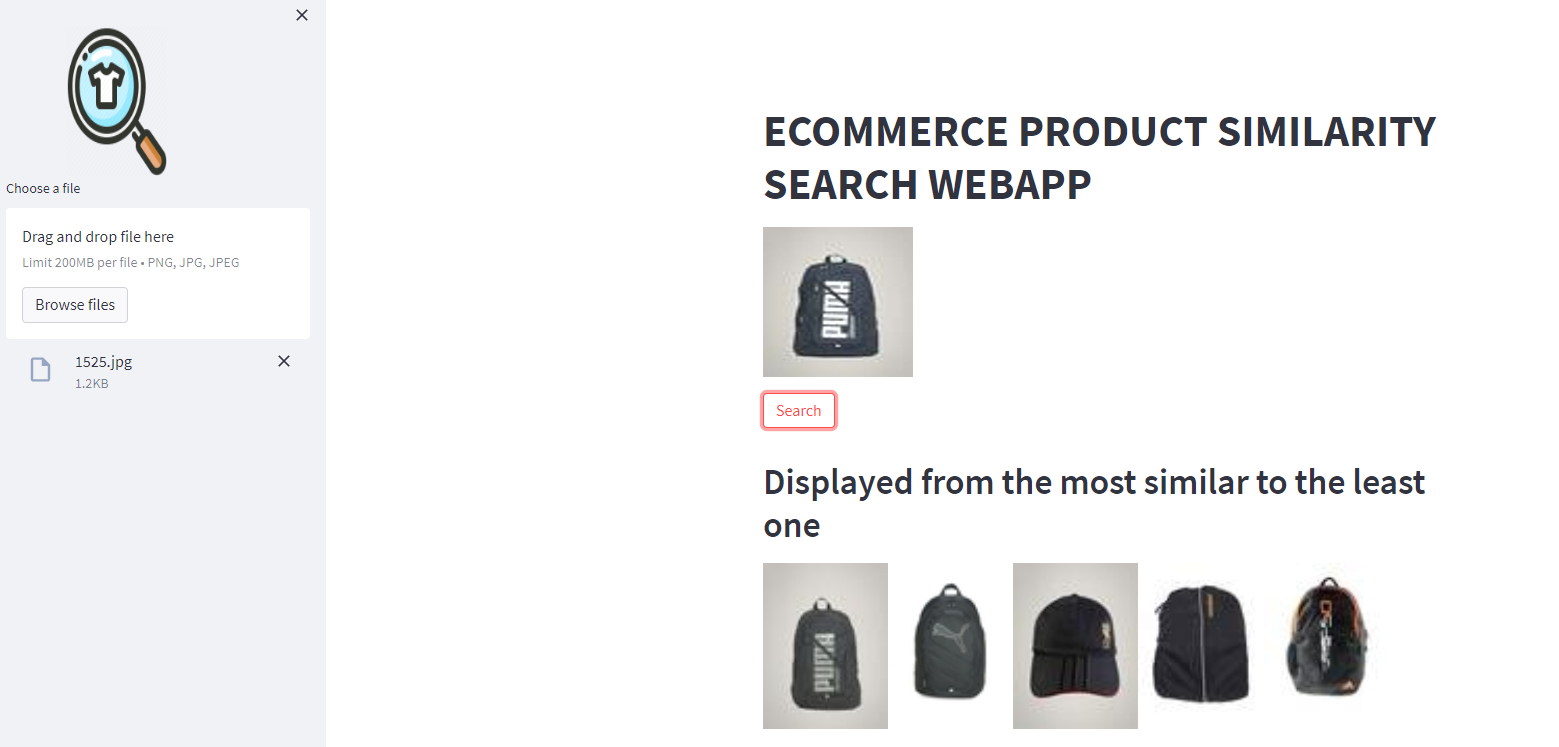 Choose a file
Drag and drop file here
Limit 200MB per file • PNG, JPG, JPEG
Browse files
1525.jpg
1.2KB
ECOMMERCE PRODUCT SIMILARITY
SEARCH WEBAPP
PUMA
Search
Displayed from the most similar to the least
one
PUMA